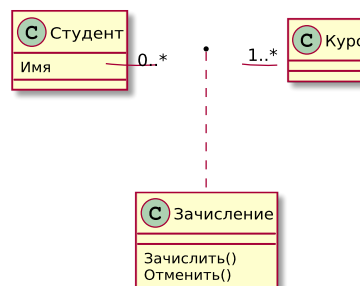 C Студент
Имя
0..*
1..*
C
C Зачисление
Зачислить()
Отменить()